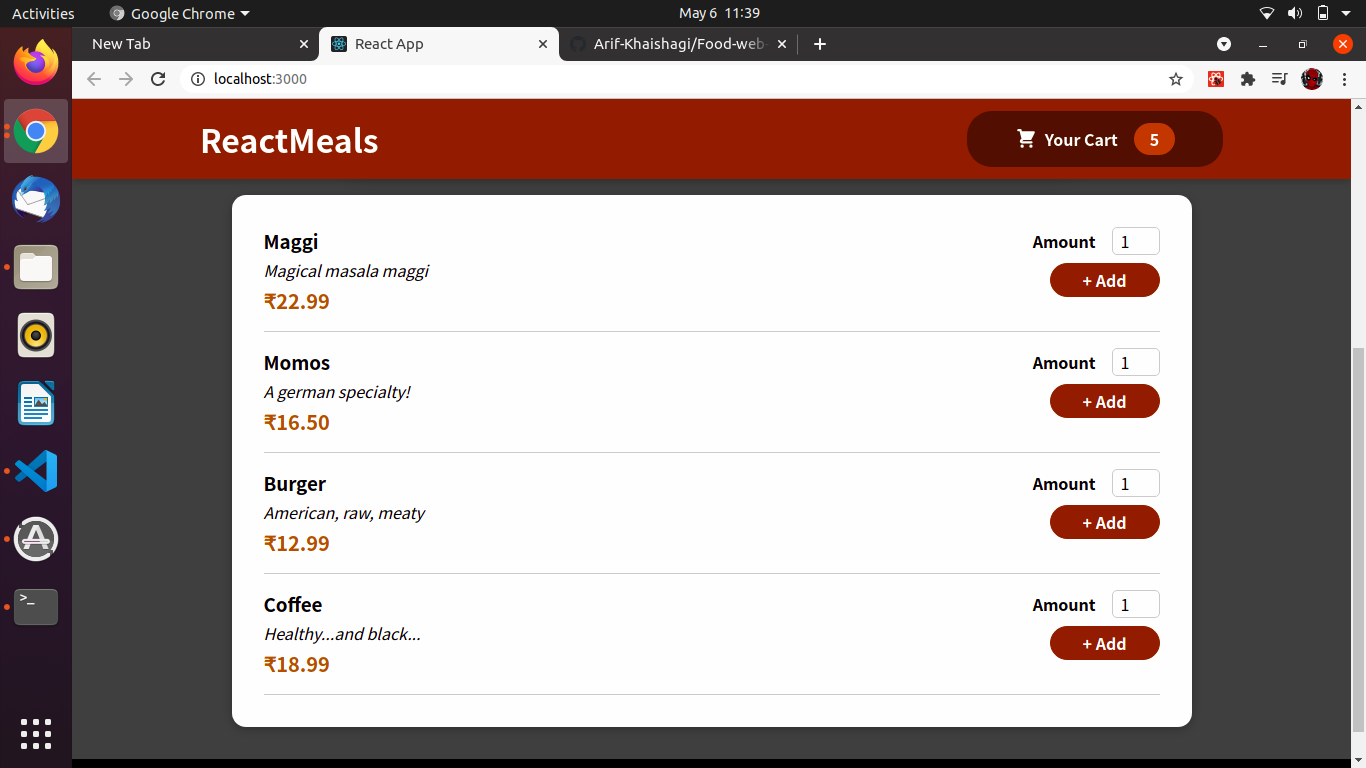 Activities
Google Chrome
May 6 11:39
New Tab
React App
Arif-Khaishagi/Food-web-
localhost:3000
ReactMeals
Your Cart 5
Maggi
Amount 1
Magical masala maggi
+ Add
₹22.99
Momos
Amount 1
A german specialty!
+ Add
₹16.50
Burger
Amount 1
American, raw, meaty
+ Add
₹12.99
Coffee
Amount 1
Healthy...and black...
+ Add
₹18.99